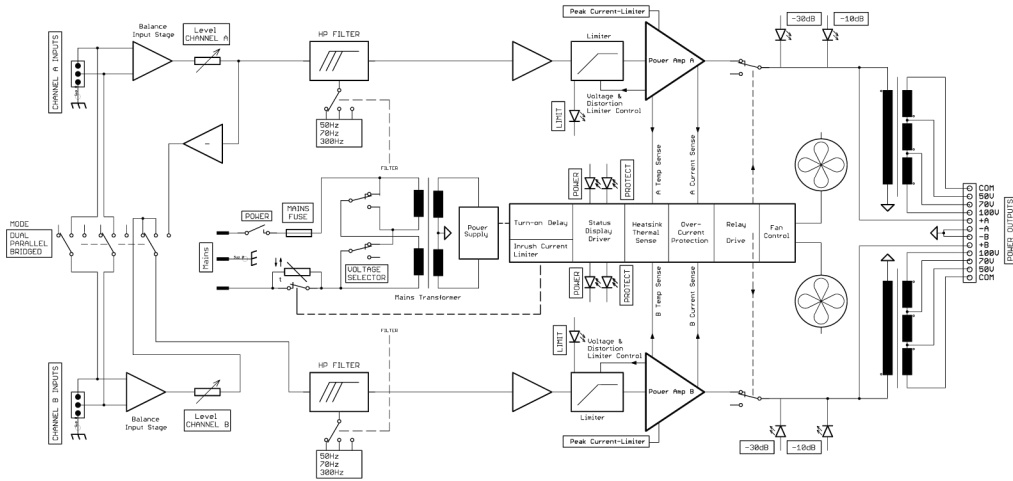 Peak Current-Limiter
-30dB
-10dB
Balance
Input Stage
Level
CHANNEL A
HP FILTER
Limiter
Power Amp A
CHANNEL A INPUTS
Voltage &
Distortion
Limiter Control
LIMIT
50Hz
70Hz
300Hz
-
FILTER
A Temp Sense
A Current Sense
POWER
PROTECT
MODE
DUAL
PARALLEL
BRIDGED
POWER
MAINS
FUSE
Mains
t
VOLTAGE
SELECTOR
Mains Transformer
Power
Supply
Turn-on Delay
Inrush Current
Limiter
Status
Display
Driver
Heatsink
Thermal
Sense
Over-
Current
Protection
Relay
Drive
Fan
Control
COM
50V
70V
100V
+A
-A
-B
+B
100V
70V
50V
COM
POWER OUTPUTS
POWER
PROTECT
B Temp Sense
B Current Sense
FILTER
LIMIT
Voltage &
Distortion
Limiter Control
HP FILTER
CHANNEL B INPUTS
Balance
Input Stage
Level
CHANNEL B
Limiter
Power Amp B
Peak Current-Limiter
50Hz
70Hz
300Hz
-30dB
-10dB